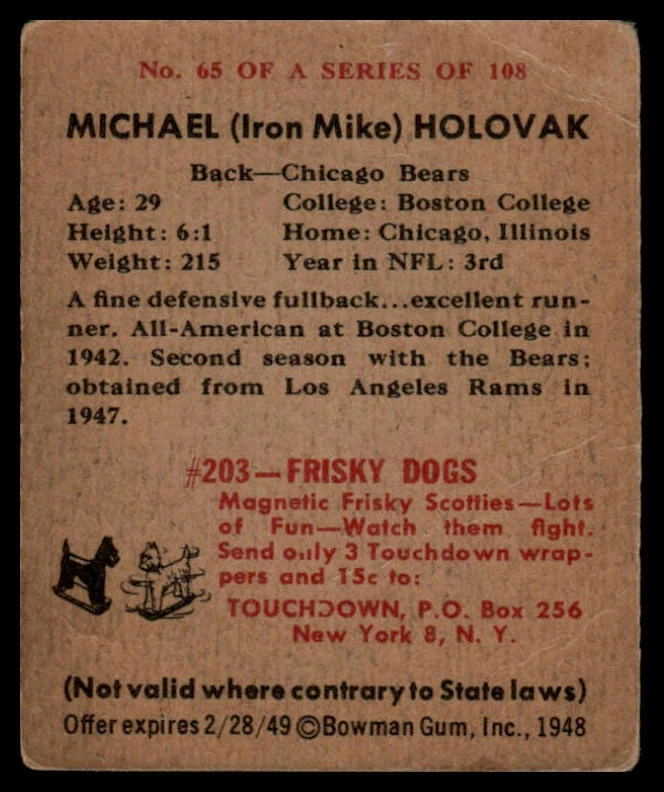 No. 65 OF A SERIES OF 108
MICHAEL (Iron Mike) HOLOVAK
Back—Chicago Bears
Age: 29 College: Boston College
Height: 6:1 Home: Chicago, Illinois
Weight: 215 Year in NFL: 3rd
A fine defensive fullback...excellent run-
ner. All-American at Boston College in
1942. Second season with the Bears;
obtained from Los Angeles Rams in
1947.
#203—FRISKY DOGS
Magnetic Frisky Scotties—Lots
of Fun—Watch them fight.
Send only 3 Touchdown wrap-
pers and 15c to:
TOUCHDOWN, P.O. Box 256
New York 8, N. Y.
(Not valid where contrary to State laws)
Offer expires 2/28/49 ©Bowman Gum, Inc., 1948